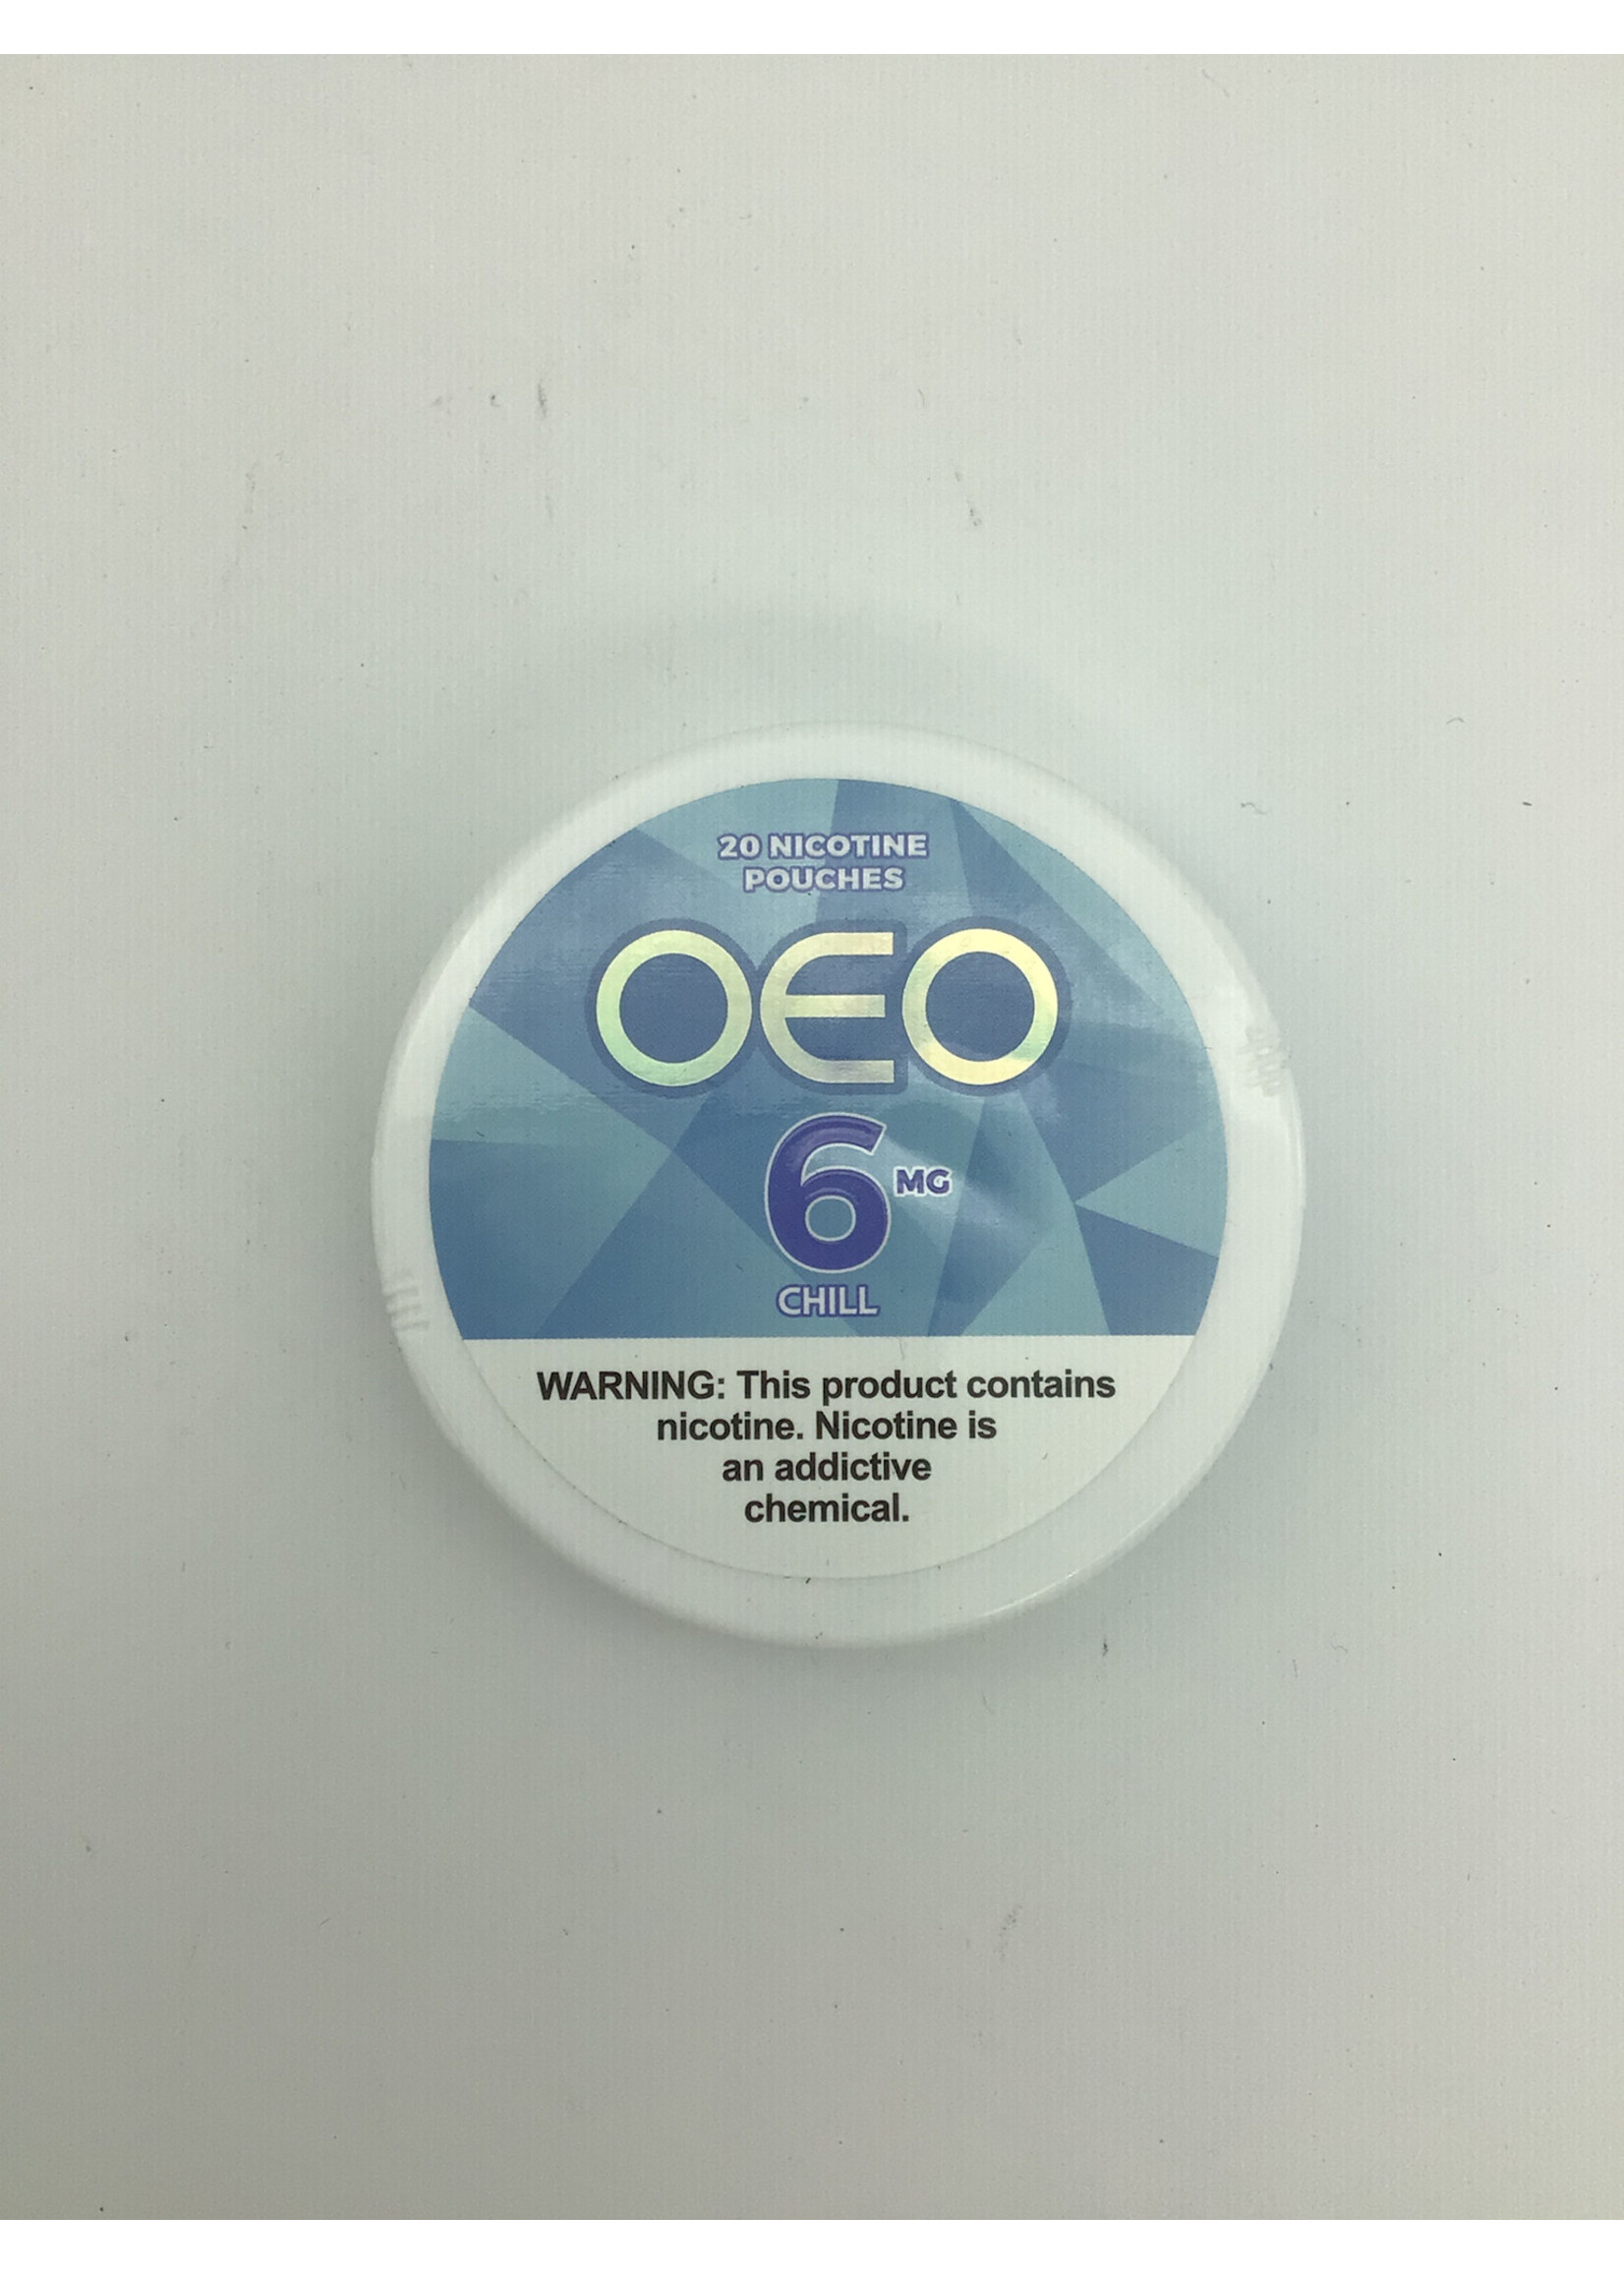 20 NICOTINE
POUCHES
OEO
6 MG
CHILL
WARNING: This product contains
nicotine. Nicotine is
an addictive
chemical.